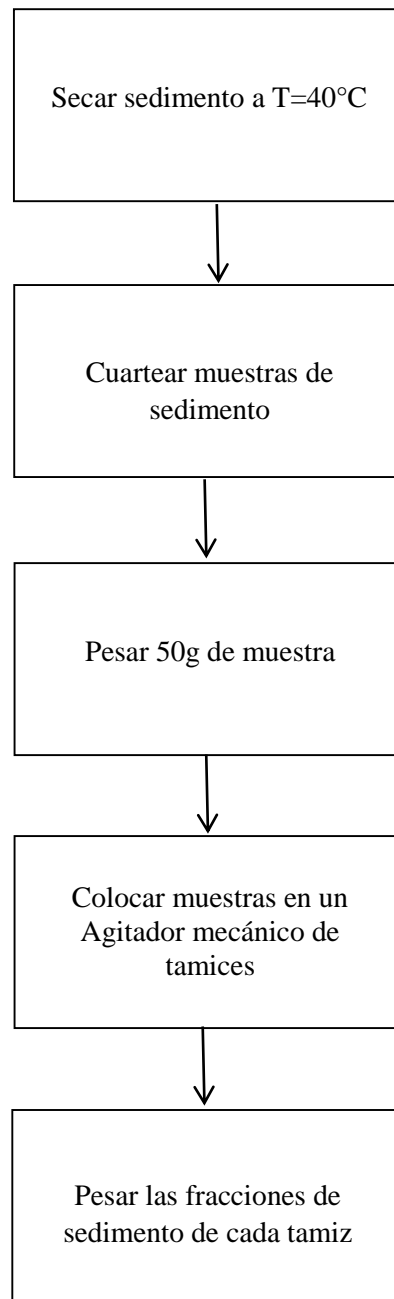 Secar sedimento a T=40°C
Cuartear muestras de
sedimento
Pesar 50g de muestra
Colocar muestras en un
Agitador mecánico de
tamices
Pesar las fracciones de
sedimento de cada tamiz